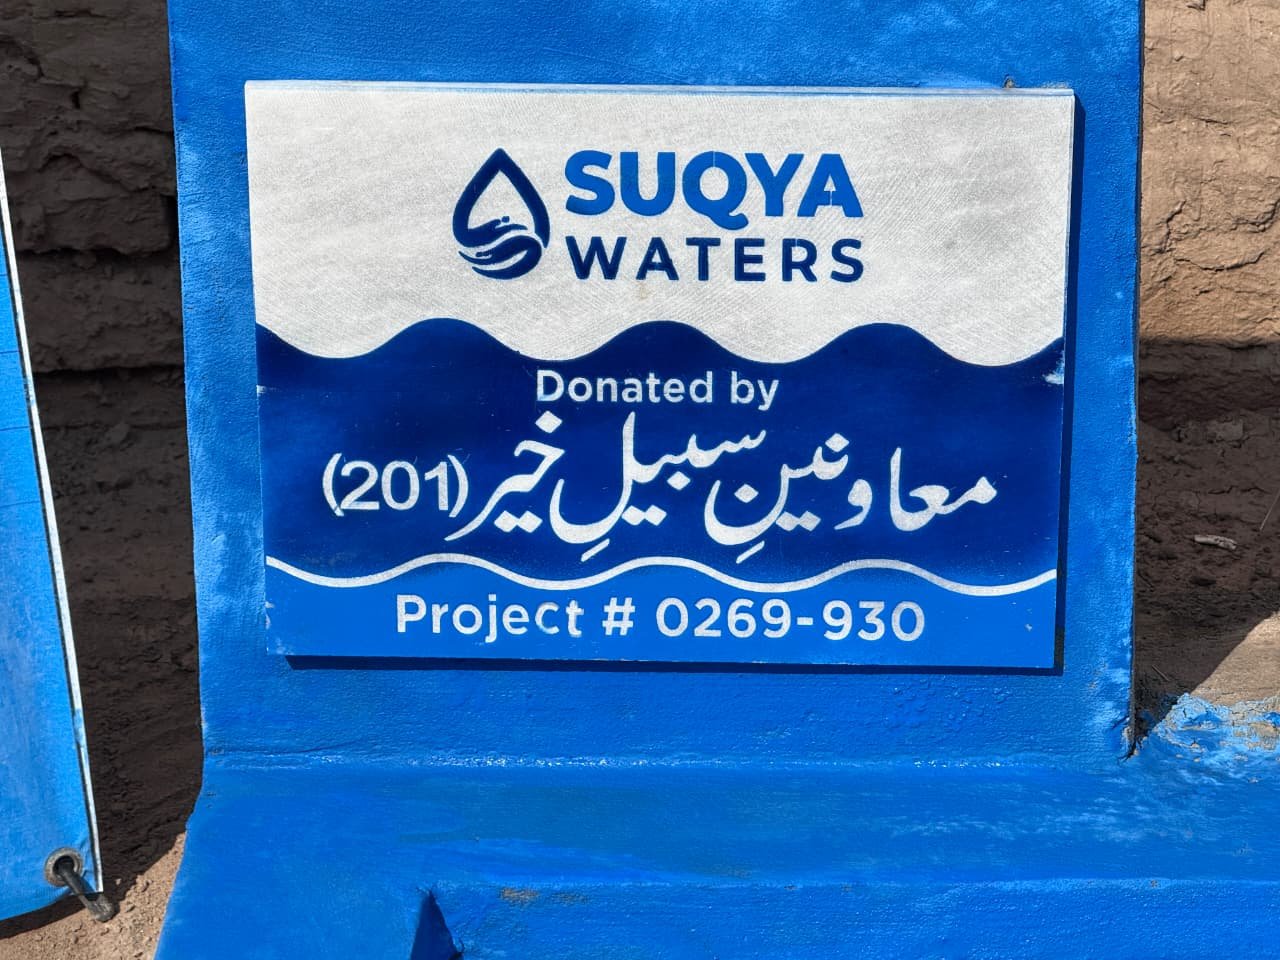 SUQYA
WATERS
Donated by
معاونینِ سبیلِ خیر (201)
Project # 0269-930